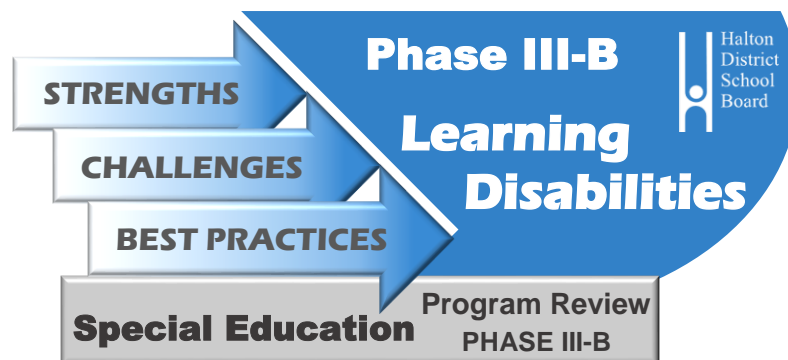 STRENGTHS
CHALLENGES
BEST PRACTICES
Phase III-B
Learning
Disabilities
Halton
District
School
Board
Special Education
Program Review
PHASE III-B